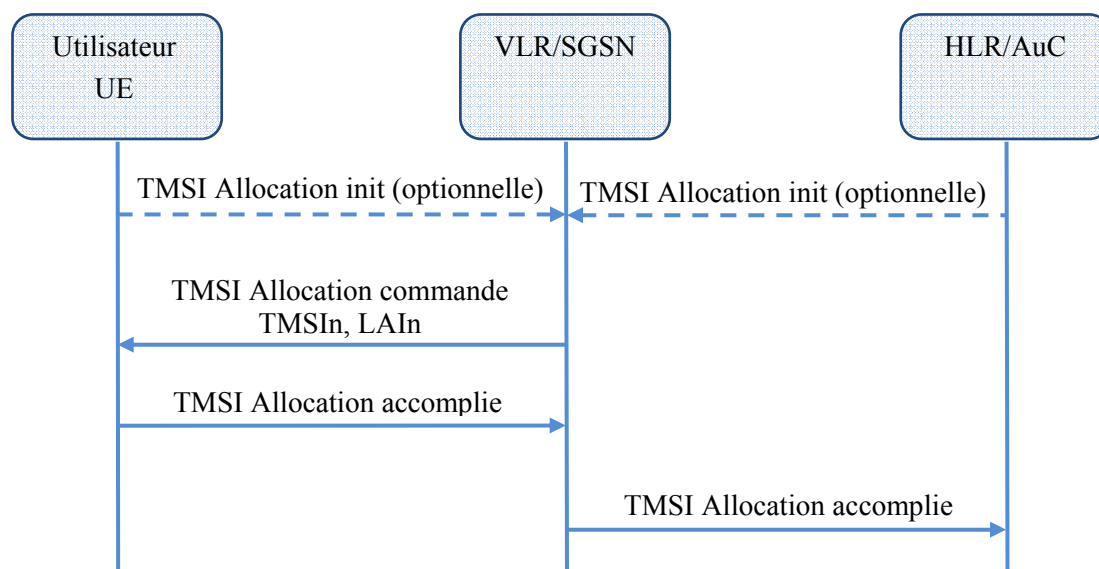 Utilisateur
UE
VLR/SGSN
HLR/AuC
TMSI Allocation init (optionnelle)
TMSI Allocation init (optionnelle)
TMSI Allocation commande
TMSIn, LAIn
TMSI Allocation accomplie
TMSI Allocation accomplie